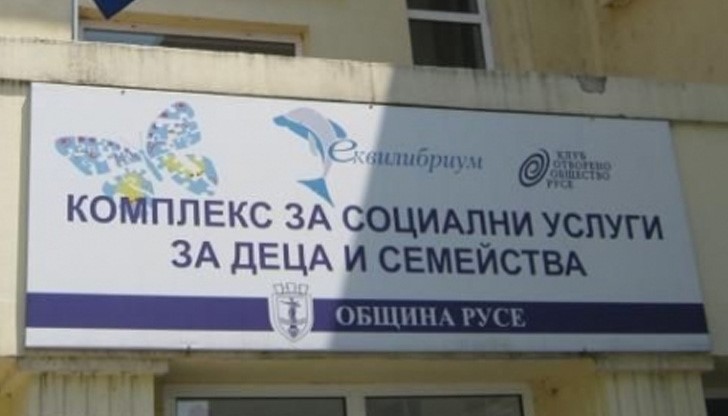 еквилибриум
КЛУБ
ОТВОРЕНО
ОБЩЕСТВО
РУСЕ
КОМПЛЕКС ЗА СОЦИАЛНИ УСЛУГИ
ЗА ДЕЦА И СЕМЕЙСТВА
ОБЩИНА РУСЕ